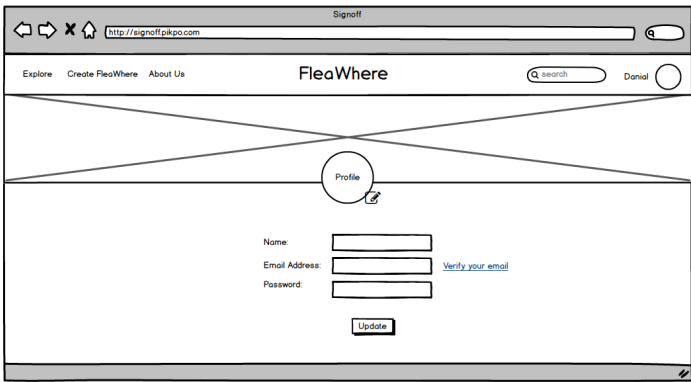 Signoff
http://signoff.pikpo.com
Explore Create FleaWhere About Us FleaWhere search Danial
Profile
Name:
Email Address: Verify your email
Password:
Update